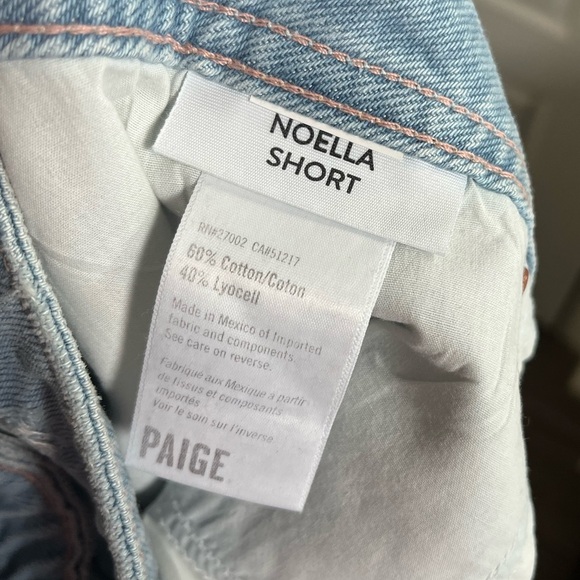 NOELLA
SHORT
RN#27002 CA#51217
60% Cotton/Coton
40% Lyocell
Made in Mexico of Imported
fabric and components.
See care on reverse.
Fabriqué aux Mexique a partir
de tissus et composants
importés.
Voir le sain sur l'inverse
PAIGE